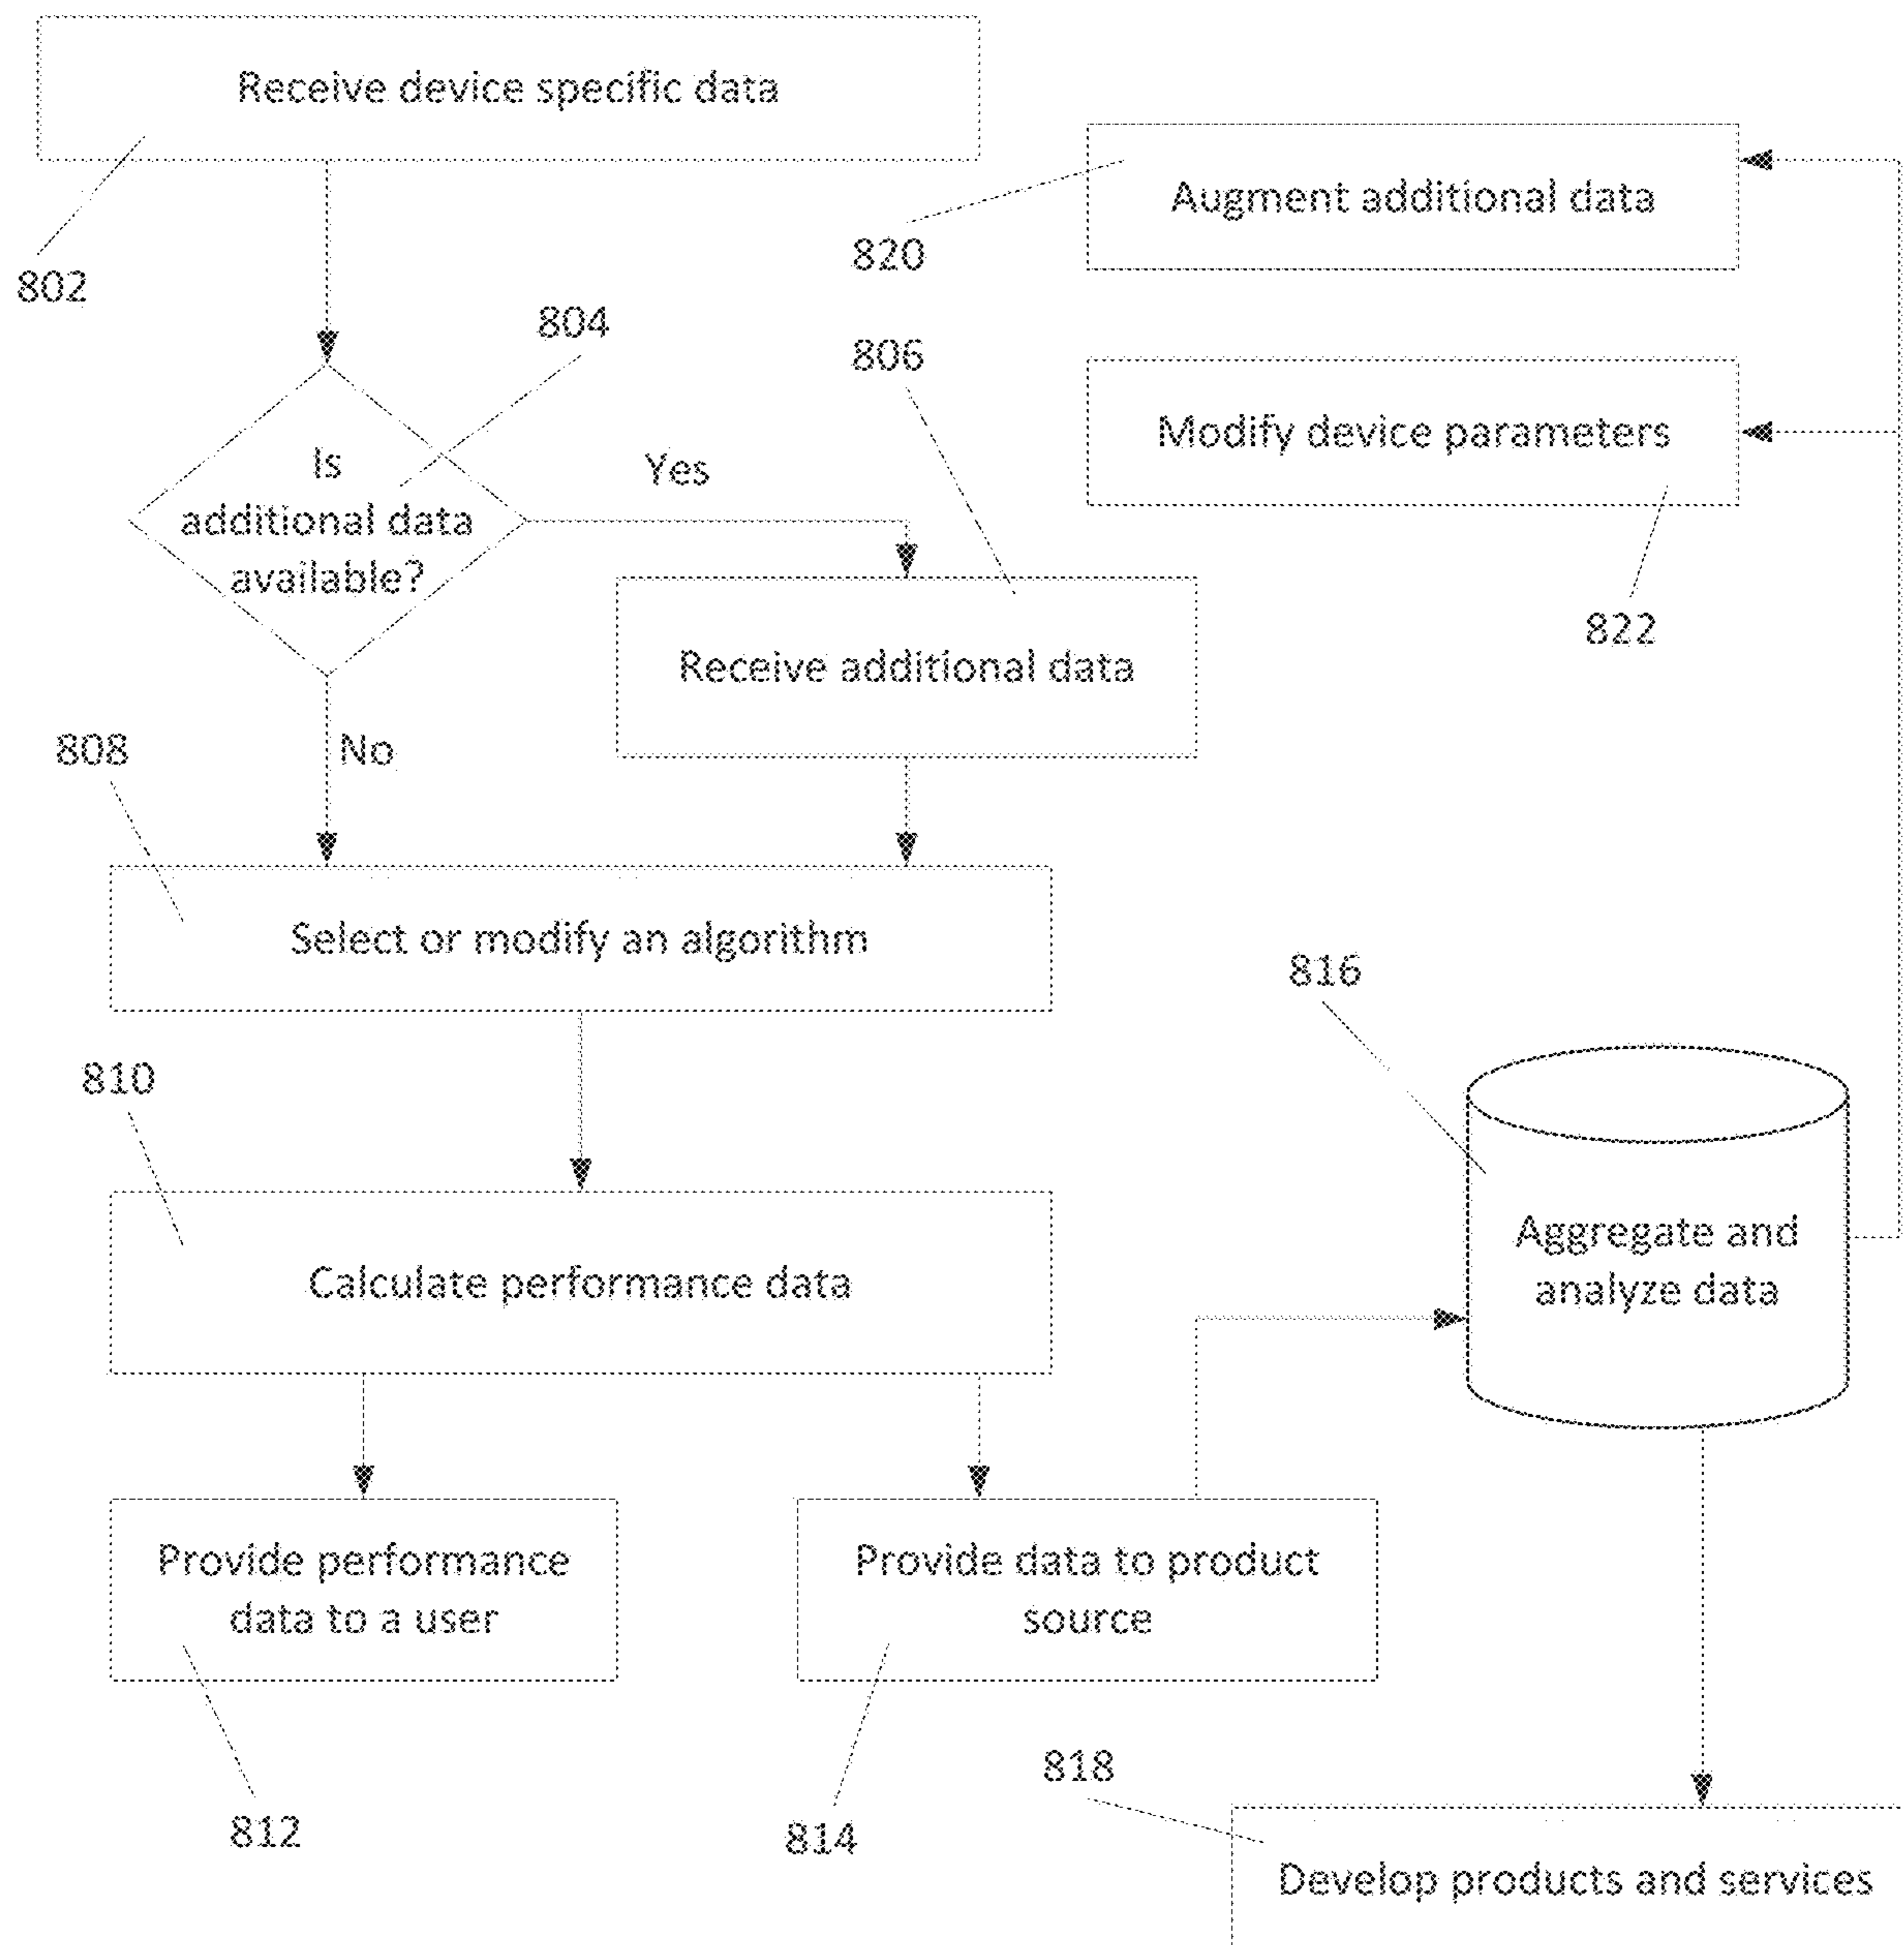 Receive device specific data
802
Augment additional data
820
804
806
Modify device parameters
822
Is
additional data
available?
Yes
Receive additional data
808
No
Select or modify an algorithm
816
810
Calculate performance data
Aggregate and
analyze data
Provide performance
data to a user
Provide data to product
source
812
814
818
Develop products and services